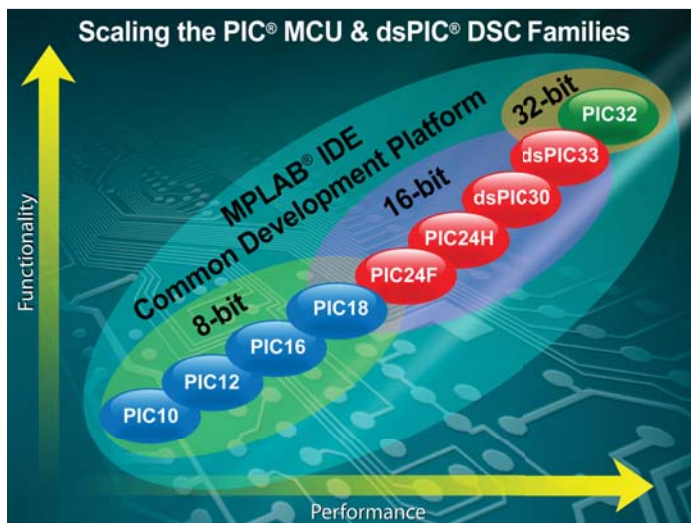 Scaling the PIC® MCU & dsPIC® DSC Families
Functionality
MPLAB® IDE
Common Development Platform
32-bit
PIC32
dsPIC33
16-bit
dsPIC30
PIC24H
PIC24F
8-bit
PIC18
PIC16
PIC12
PIC10
Performance